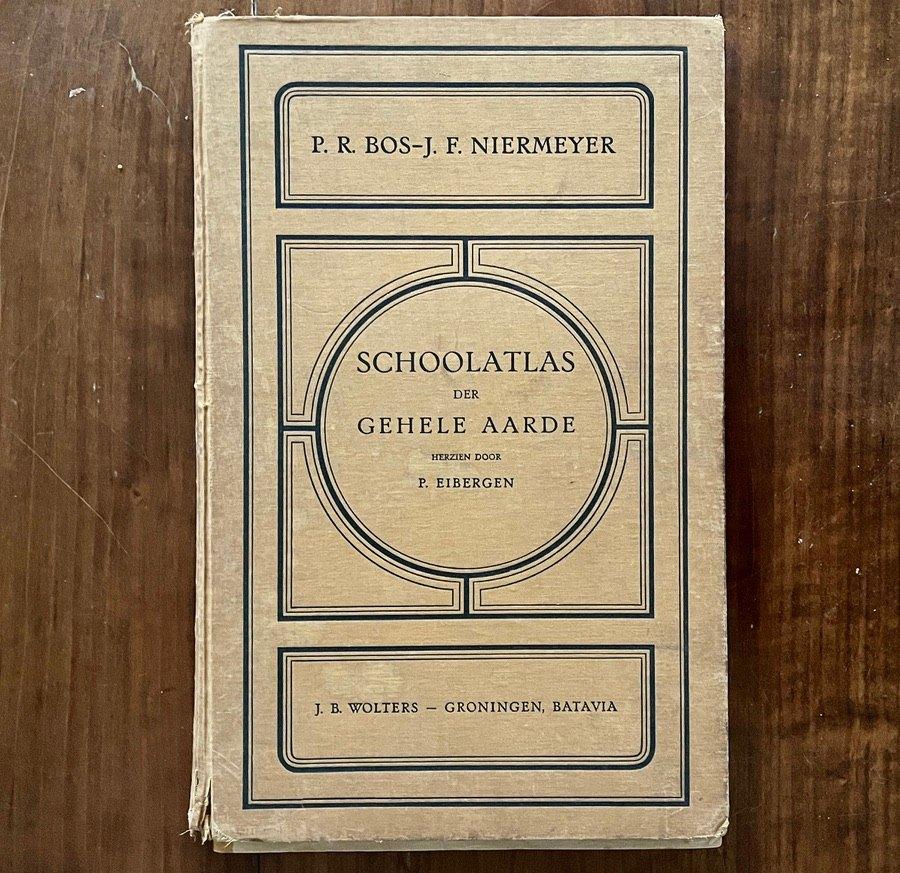 P. R. BOS–J. F. NIERMEYER
SCHOOLATLAS
DER
GEHELE AARDE
HERZIEN DOOR
P. EIBERGEN
J. B. WOLTERS – GRONINGEN, BATAVIA